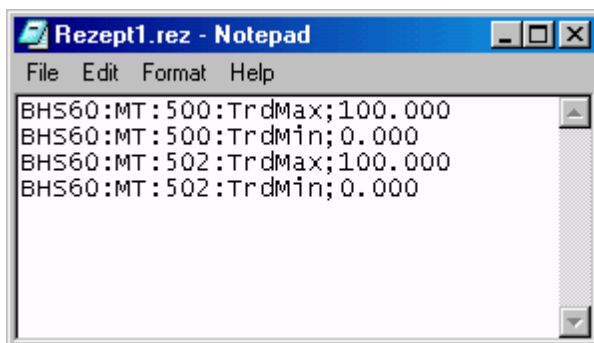 Rezept1.rez - Notepad
File Edit Format Help
BHS60:MT:500:TrdMax;100.000
BHS60:MT:500:TrdMin;0.000
BHS60:MT:502:TrdMax;100.000
BHS60:MT:502:TrdMin;0.000